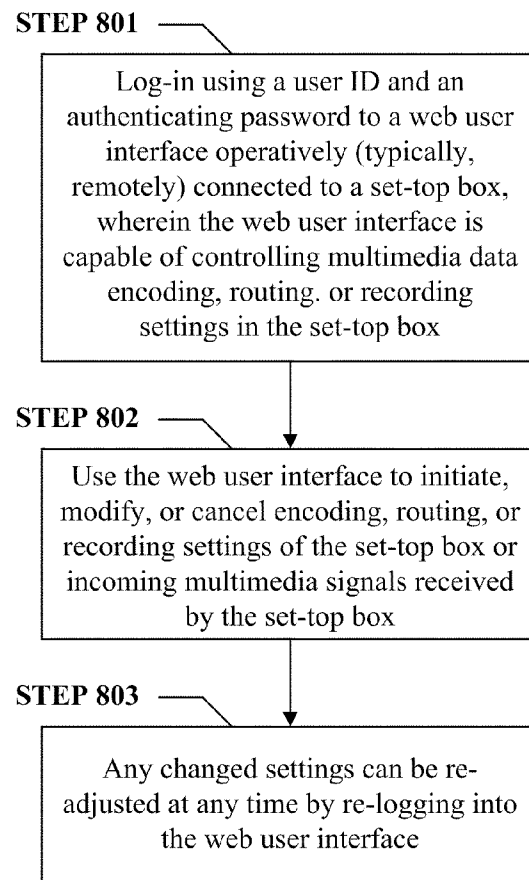 STEP 801
Log-in using a user ID and an
authenticating password to a web user
interface operatively (typically,
remotely) connected to a set-top box,
wherein the web user interface is
capable of controlling multimedia data
encoding, routing. or recording
settings in the set-top box
STEP 802
Use the web user interface to initiate,
modify, or cancel encoding, routing, or
recording settings of the set-top box or
incoming multimedia signals received
by the set-top box
STEP 803
Any changed settings can be re-
adjusted at any time by re-logging into
the web user interface